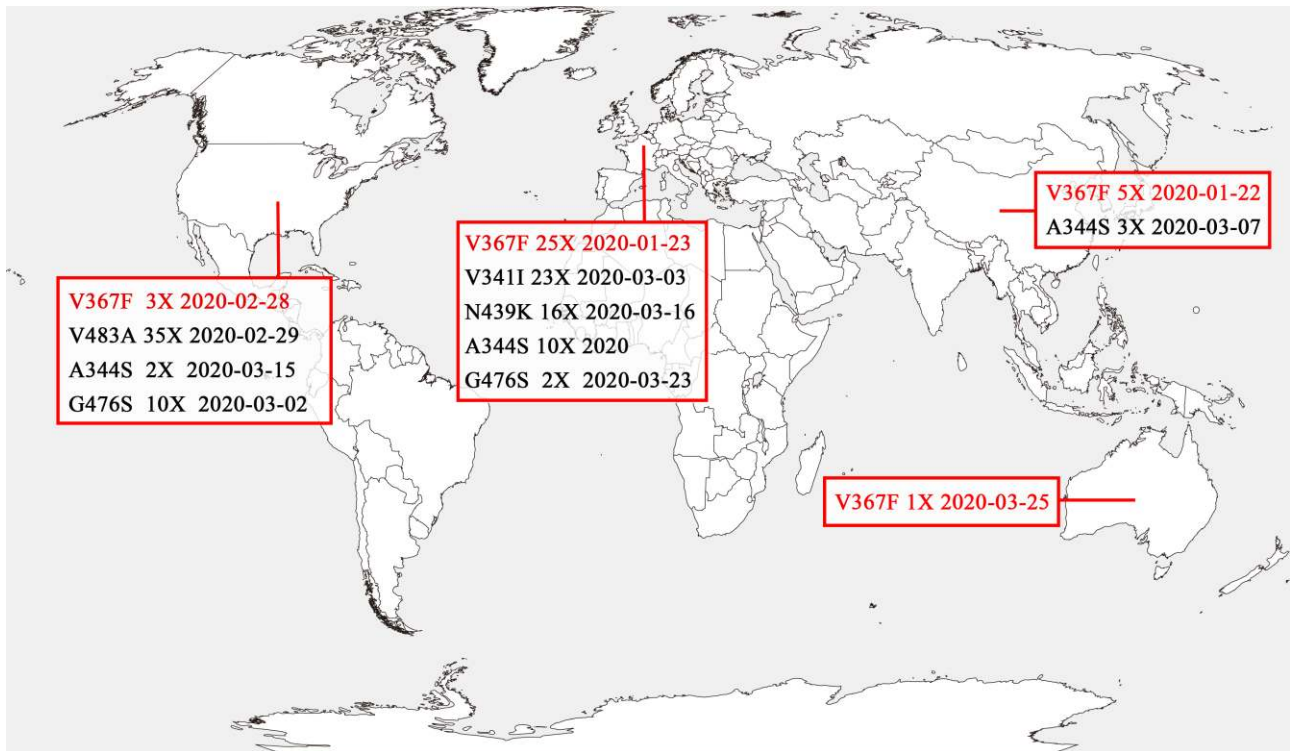 V367F 3X 2020-02-28
V483A 35X 2020-02-29
A344S 2X 2020-03-15
G476S 10X 2020-03-02
V367F 25X 2020-01-23
V341I 23X 2020-03-03
N439K 16X 2020-03-16
A344S 10X 2020
G476S 2X 2020-03-23
V367F 5X 2020-01-22
A344S 3X 2020-03-07
V367F 1X 2020-03-25